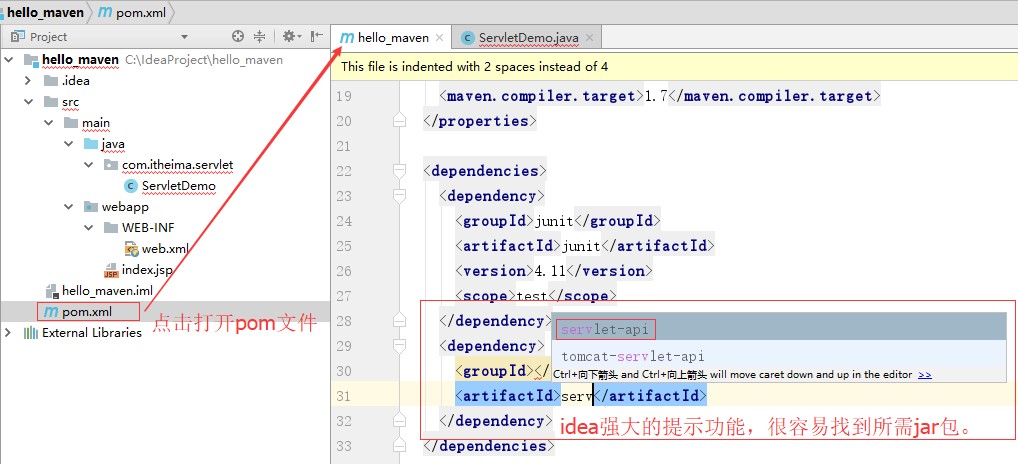 hello_maven pom.xml
Project
hello_maven C:\IdeaProject\hello_maven
.idea
src
main
java
com.itheima.servlet
ServletDemo
webapp
WEB-INF
web.xml
index.jsp
hello_maven.iml
pom.xml
点击打开pom文件
External Libraries
hello_maven ServletDemo.java
This file is indented with 2 spaces instead of 4
19 <maven.compiler.target>1.7</maven.compiler.target>
20 </properties>
21
22 <dependencies>
23 <dependency>
24 <groupId>junit</groupId>
25 <artifactId>junit</artifactId>
26 <version>4.11</version>
27 <scope>test</scope>
28 </dependency>
29 <dependency>
30 <groupId></
31 <artifactId>serv</artifactId>
32 </dependency>
33 </dependencies>
servlet-api
tomcat-servlet-api
Ctrl+向下箭头 and Ctrl+向上箭头 will move caret down and up in the editor >>
idea强大的提示功能，很容易找到所需jar包。